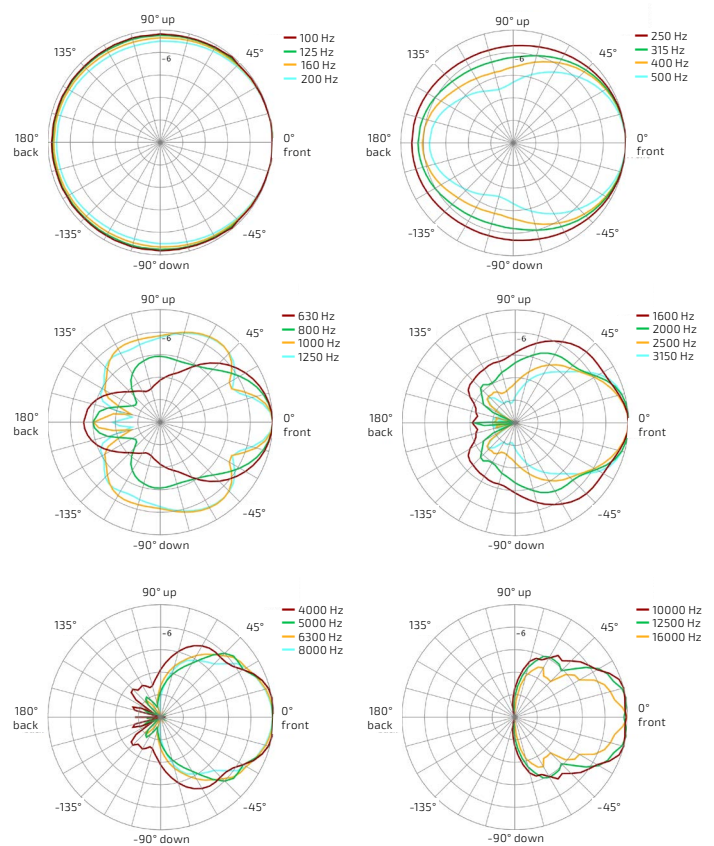 90° up
100 Hz
125 Hz
160 Hz
200 Hz
135°
45°
-6
180°
back
0°
front
-135°
-45°
-90° down
90° up
250 Hz
315 Hz
400 Hz
500 Hz
135°
45°
-6
180°
back
0°
front
-135°
-45°
-90° down
90° up
630 Hz
800 Hz
1000 Hz
1250 Hz
135°
45°
-6
180°
back
0°
front
-135°
-45°
-90° down
90° up
1600 Hz
2000 Hz
2500 Hz
3150 Hz
135°
45°
-6
180°
back
0°
front
-135°
-45°
-90° down
90° up
4000 Hz
5000 Hz
6300 Hz
8000 Hz
135°
45°
-6
180°
back
0°
front
-135°
-45°
-90° down
90° up
10000 Hz
12500 Hz
16000 Hz
135°
45°
-6
180°
back
0°
front
-135°
-45°
-90° down